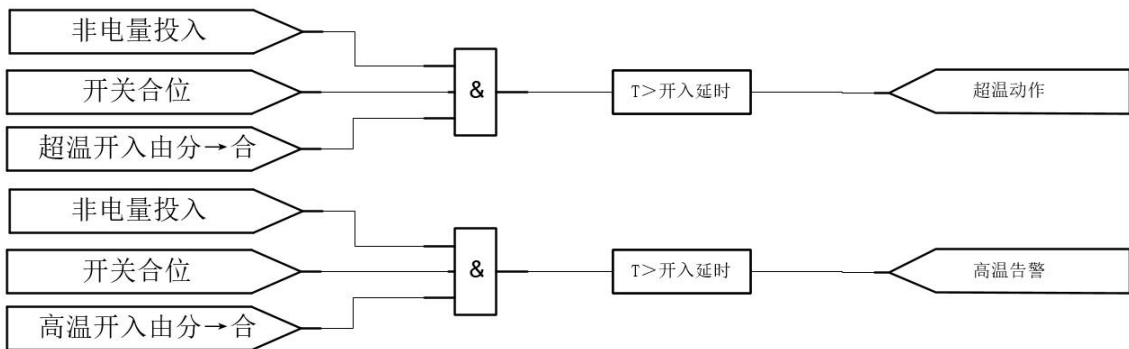 非电量投入
开关合位
超温开入由分→合
&
T>开入延时
超温动作
非电量投入
开关合位
高温开入由分→合
&
T>开入延时
高温告警